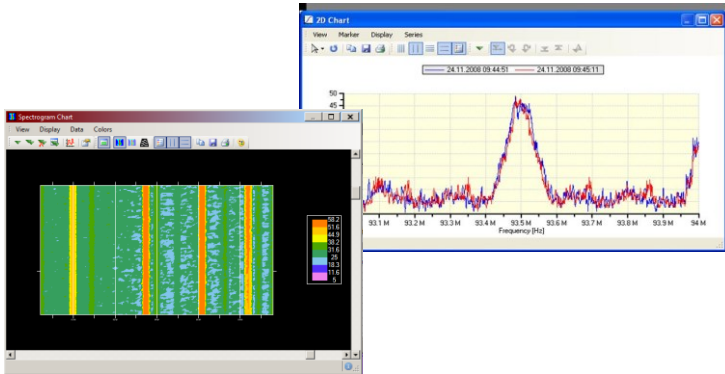 2D Chart
View Marker Display Series
24.11.2008 09:44:51 24.11.2008 09:45:11
50
45
93.1 M 93.2 M 93.3 M 93.4 M 93.5 M 93.6 M 93.7 M 93.8 M 93.9 M 94 M
Frequency [Hz]
Spectrogram Chart
View Display Data Colors
58.2
51.6
44.9
38.2
31.6
25
18.3
11.6
5